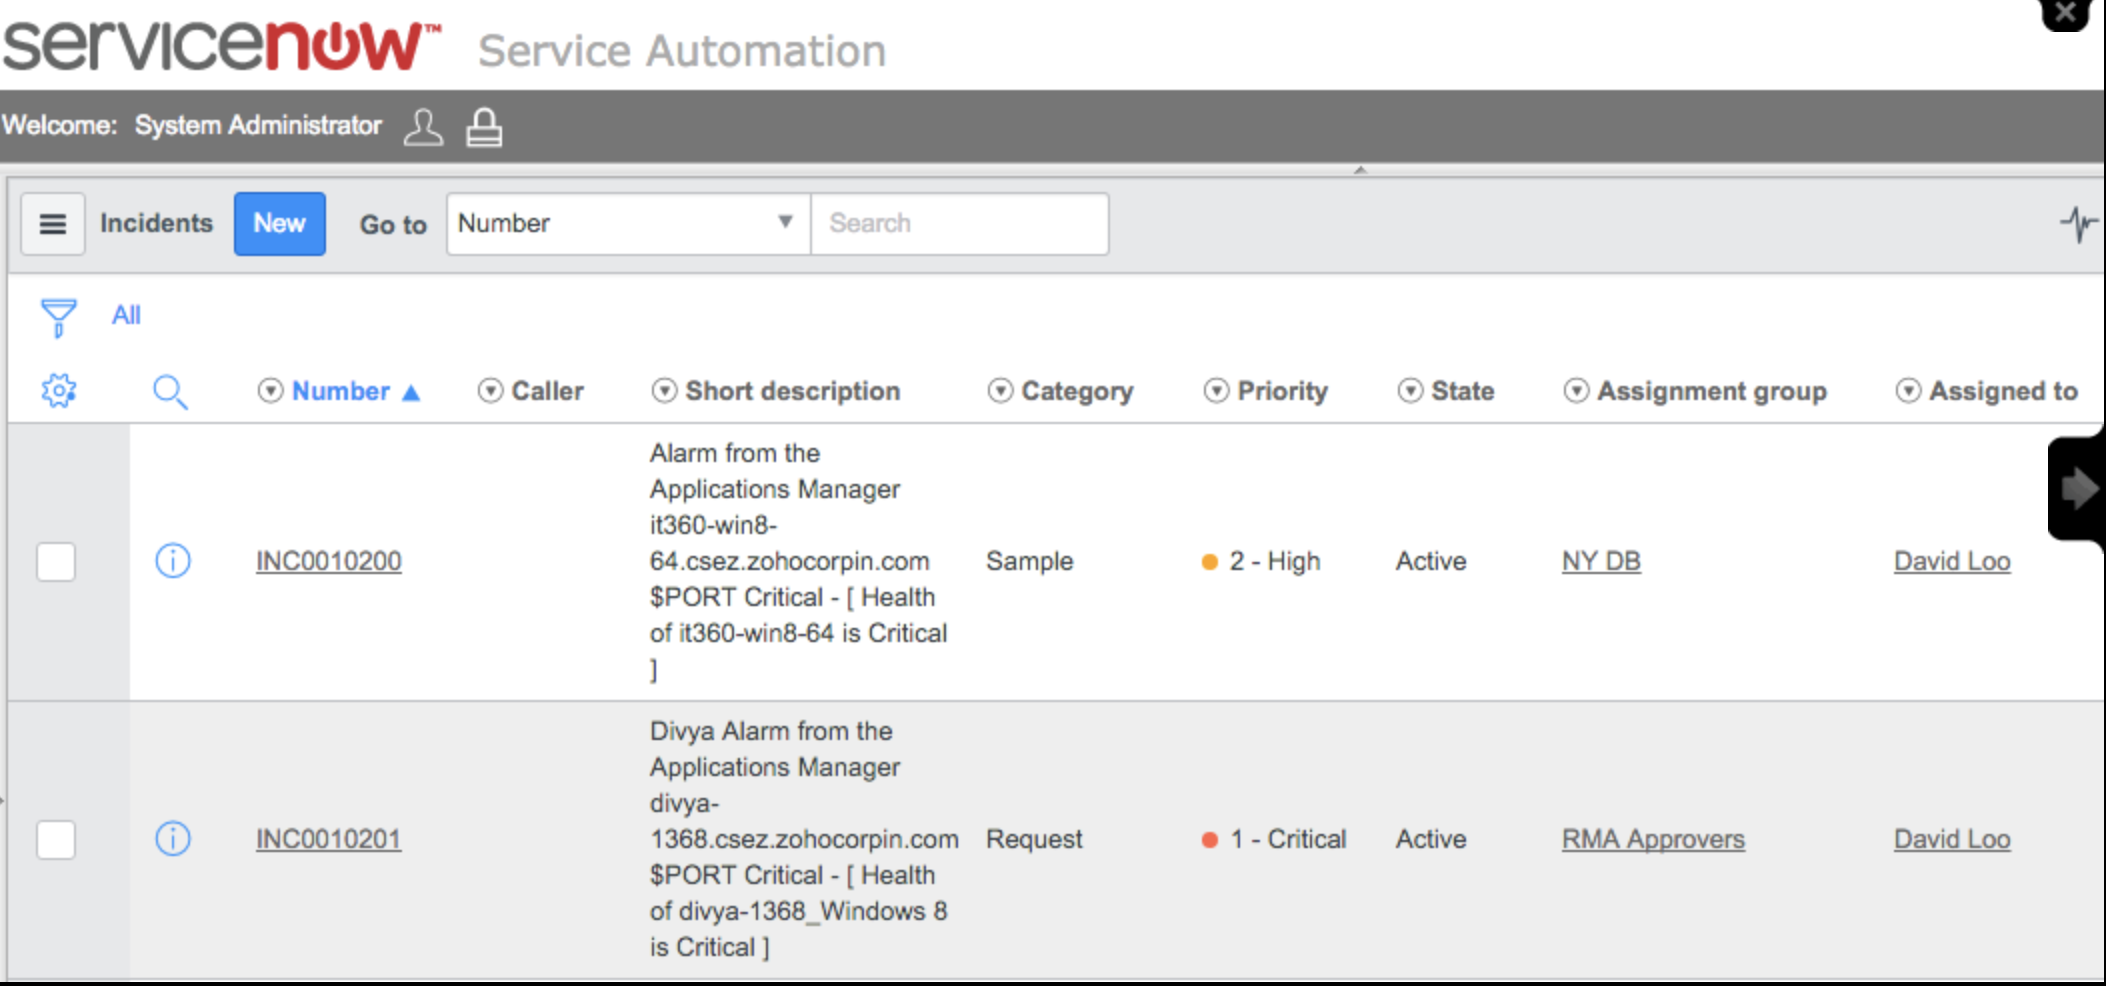 servicenow™ Service Automation
Welcome: System Administrator
Incidents New Go to Number Search
All
Number Caller Short description Category Priority State Assignment group Assigned to
Alarm from the
Applications Manager
it360-win8-
64.csez.zohocorpin.com
$PORT Critical - [ Health
of it360-win8-64 is Critical
]
INC0010200 Sample 2 - High Active NY DB David Loo
Divya Alarm from the
Applications Manager
divya-
1368.csez.zohocorpin.com
$PORT Critical - [ Health
of divya-1368_Windows 8
is Critical ]
INC0010201 Request 1 - Critical Active RMA Approvers David Loo